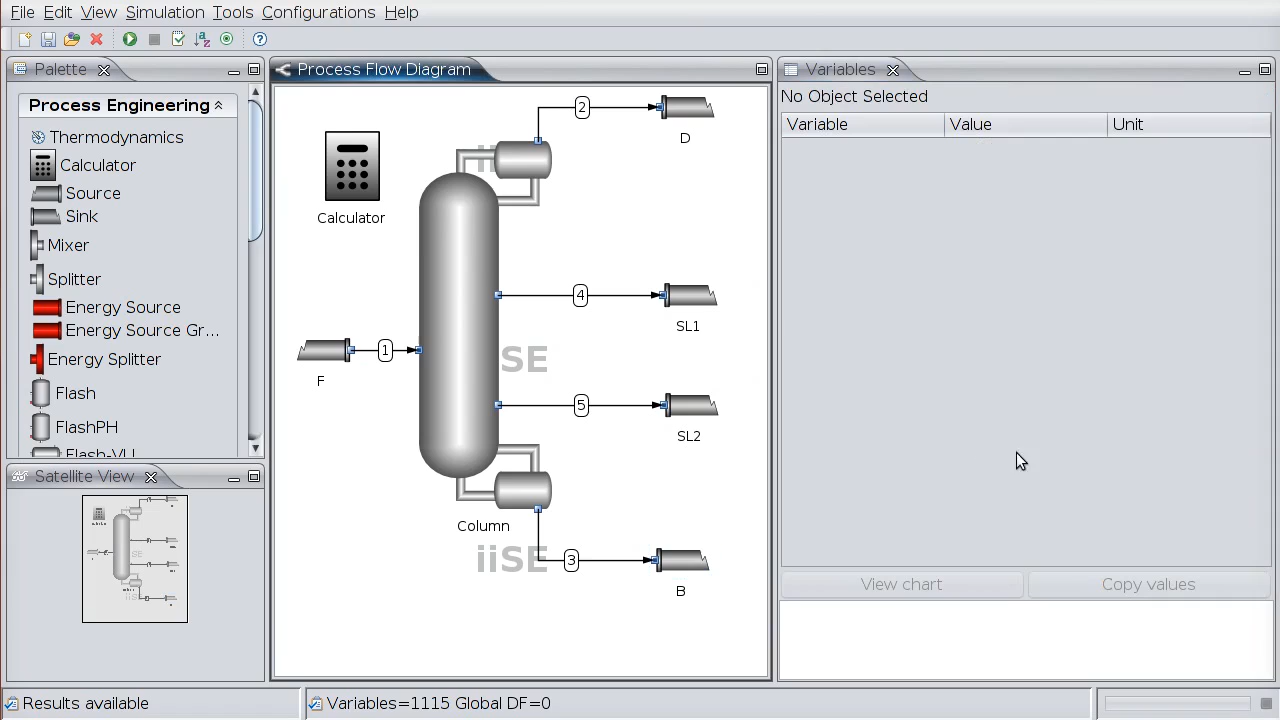 File Edit View Simulation Tools Configurations Help
Palette
Process Engineering
Thermodynamics
Calculator
Source
Sink
Mixer
Splitter
Energy Source
Energy Source Gr...
Energy Splitter
Flash
FlashPH
Satellite View
Process Flow Diagram
2
D
Calculator
4
SL1
1
F
SE
5
SL2
Column
iiSE
3
B
Variables
No Object Selected
Variable Value Unit
View chart Copy values
Results available
Variables=1115 Global DF=0